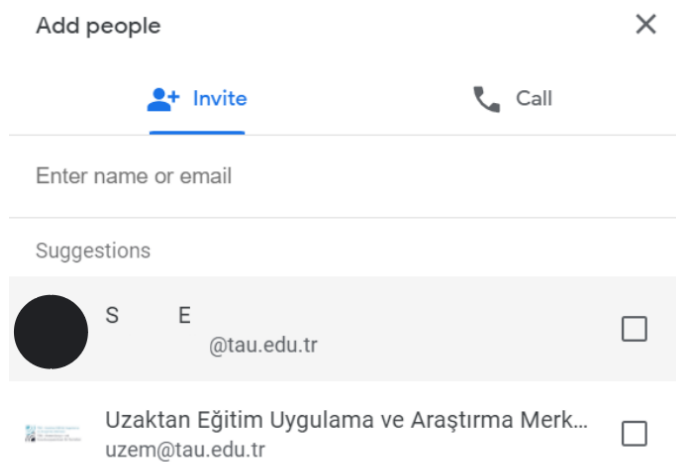 Add people
Invite
Call
Enter name or email
Suggestions
S E
@tau.edu.tr
Uzaktan Eğitim Uygulama ve Araştırma Merk...
uzem@tau.edu.tr